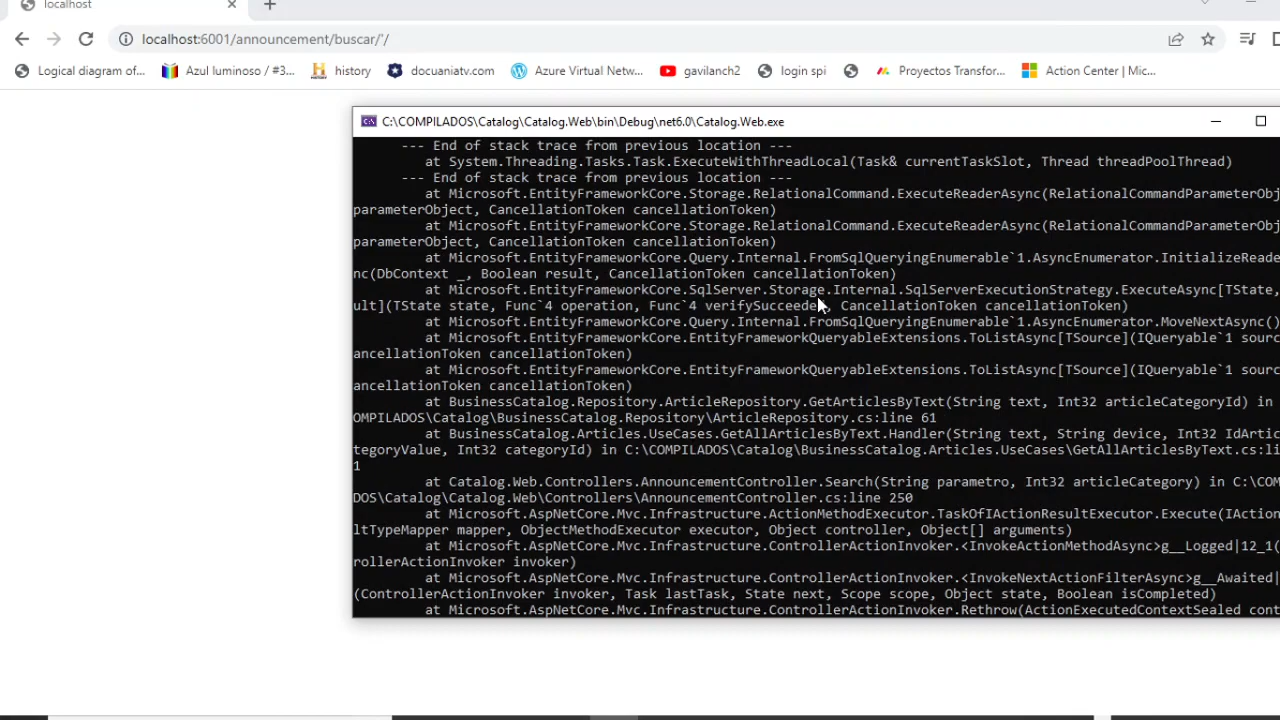 localhost
localhost:6001/announcement/buscar/'/
Logical diagram of... Azul luminoso / #3... HISTORY history docuaniatv.com Azure Virtual Netw... gavilanch2 login spi Proyectos Transfor... Action Center | Mic...
C:\COMPILADOS\Catalog\Catalog.Web\bin\Debug\net6.0\Catalog.Web.exe
--- End of stack trace from previous location ---
at System.Threading.Tasks.Task.ExecuteWithThreadLocal(Task& currentTaskSlot, Thread threadPoolThread)
--- End of stack trace from previous location ---
at Microsoft.EntityFrameworkCore.Storage.RelationalCommand.ExecuteReaderAsync(RelationalCommandParameterObj
parameterObject, CancellationToken cancellationToken)
at Microsoft.EntityFrameworkCore.Storage.RelationalCommand.ExecuteReaderAsync(RelationalCommandParameterObj
parameterObject, CancellationToken cancellationToken)
at Microsoft.EntityFrameworkCore.Query.Internal.FromSqlQueryingEnumerable`1.AsyncEnumerator.InitializeReade
nc(DbContext _, Boolean result, CancellationToken cancellationToken)
at Microsoft.EntityFrameworkCore.SqlServer.Storage.Internal.SqlServerExecutionStrategy.ExecuteAsync[TState,
ult](TState state, Func`4 operation, Func`4 verifySucceeded, CancellationToken cancellationToken)
at Microsoft.EntityFrameworkCore.Query.Internal.FromSqlQueryingEnumerable`1.AsyncEnumerator.MoveNextAsync()
at Microsoft.EntityFrameworkCore.EntityFrameworkQueryableExtensions.ToListAsync[TSource](IQueryable`1 sourc
ancellationToken cancellationToken)
at Microsoft.EntityFrameworkCore.EntityFrameworkQueryableExtensions.ToListAsync[TSource](IQueryable`1 sourc
ancellationToken cancellationToken)
at BusinessCatalog.Repository.ArticleRepository.GetArticlesByText(String text, Int32 articleCategoryId) in C
OMPILADOS\Catalog\BusinessCatalog.Repository\ArticleRepository.cs:line 61
at BusinessCatalog.Articles.UseCases.GetAllArticlesByText.Handler(String text, String device, Int32 IdArtic
tegoryValue, Int32 categoryId) in C:\COMPILADOS\Catalog\BusinessCatalog.Articles.UseCases\GetAllArticlesByText.cs:li
1
at Catalog.Web.Controllers.AnnouncementController.Search(String parametro, Int32 articleCategory) in C:\COM
DOS\Catalog\Catalog.Web\Controllers\AnnouncementController.cs:line 250
at Microsoft.AspNetCore.Mvc.Infrastructure.ActionMethodExecutor.TaskOfIActionResultExecutor.Execute(IAction
ltTypeMapper mapper, ObjectMethodExecutor executor, Object controller, Object[] arguments)
at Microsoft.AspNetCore.Mvc.Infrastructure.ControllerActionInvoker.<InvokeActionMethodAsync>g__Logged|12_1(
rollerActionInvoker invoker)
at Microsoft.AspNetCore.Mvc.Infrastructure.ControllerActionInvoker.<InvokeNextActionFilterAsync>g__Awaited|
(ControllerActionInvoker invoker, Task lastTask, State next, Scope scope, Object state, Boolean isCompleted)
at Microsoft.AspNetCore.Mvc.Infrastructure.ControllerActionInvoker.Rethrow(ActionExecutedContextSealed cont